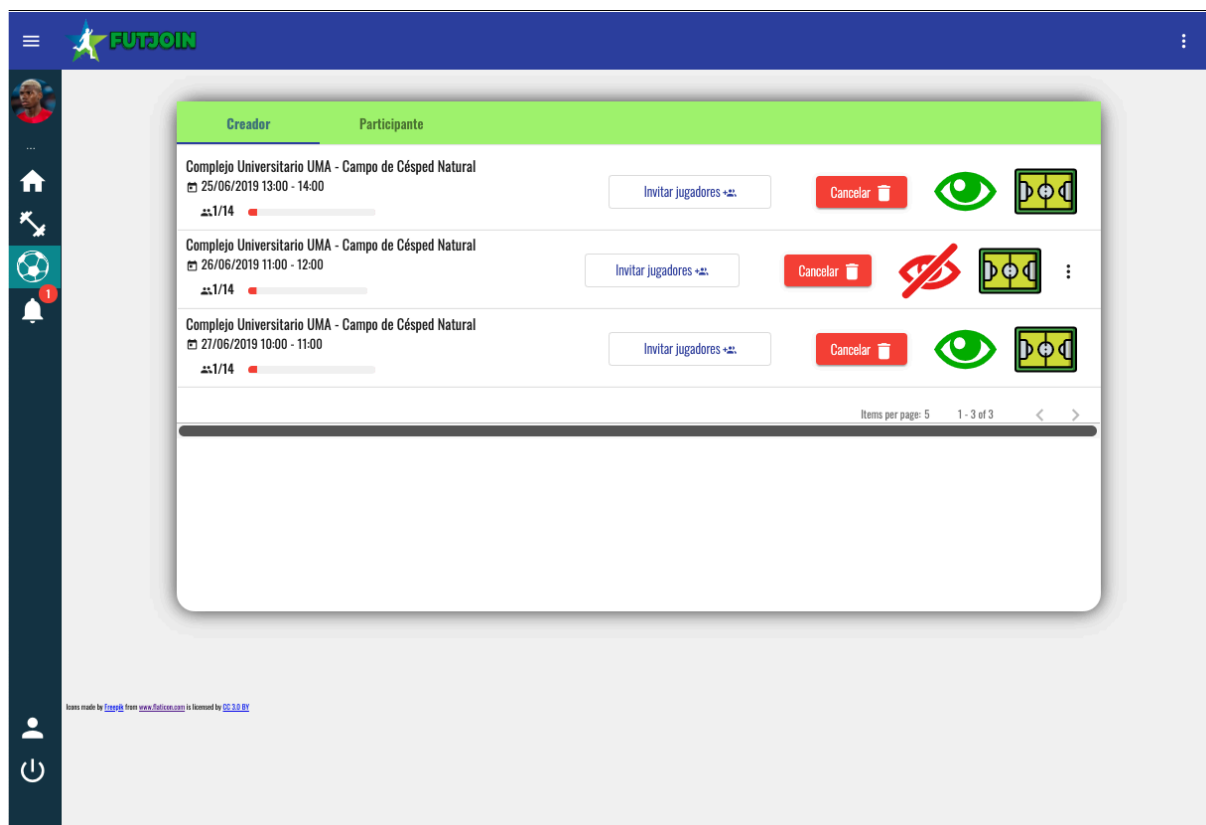 FUTJOIN
...
1
Creador Participante
Complejo Universitario UMA - Campo de Césped Natural
25/06/2019 13:00 - 14:00
1/14
Invitar jugadores
Cancelar
Complejo Universitario UMA - Campo de Césped Natural
26/06/2019 11:00 - 12:00
1/14
Invitar jugadores
Cancelar
Complejo Universitario UMA - Campo de Césped Natural
27/06/2019 10:00 - 11:00
1/14
Invitar jugadores
Cancelar
Items per page: 5 1 - 3 of 3
Icons made by Freepik from www.flaticon.com is licensed by CC 3.0 BY